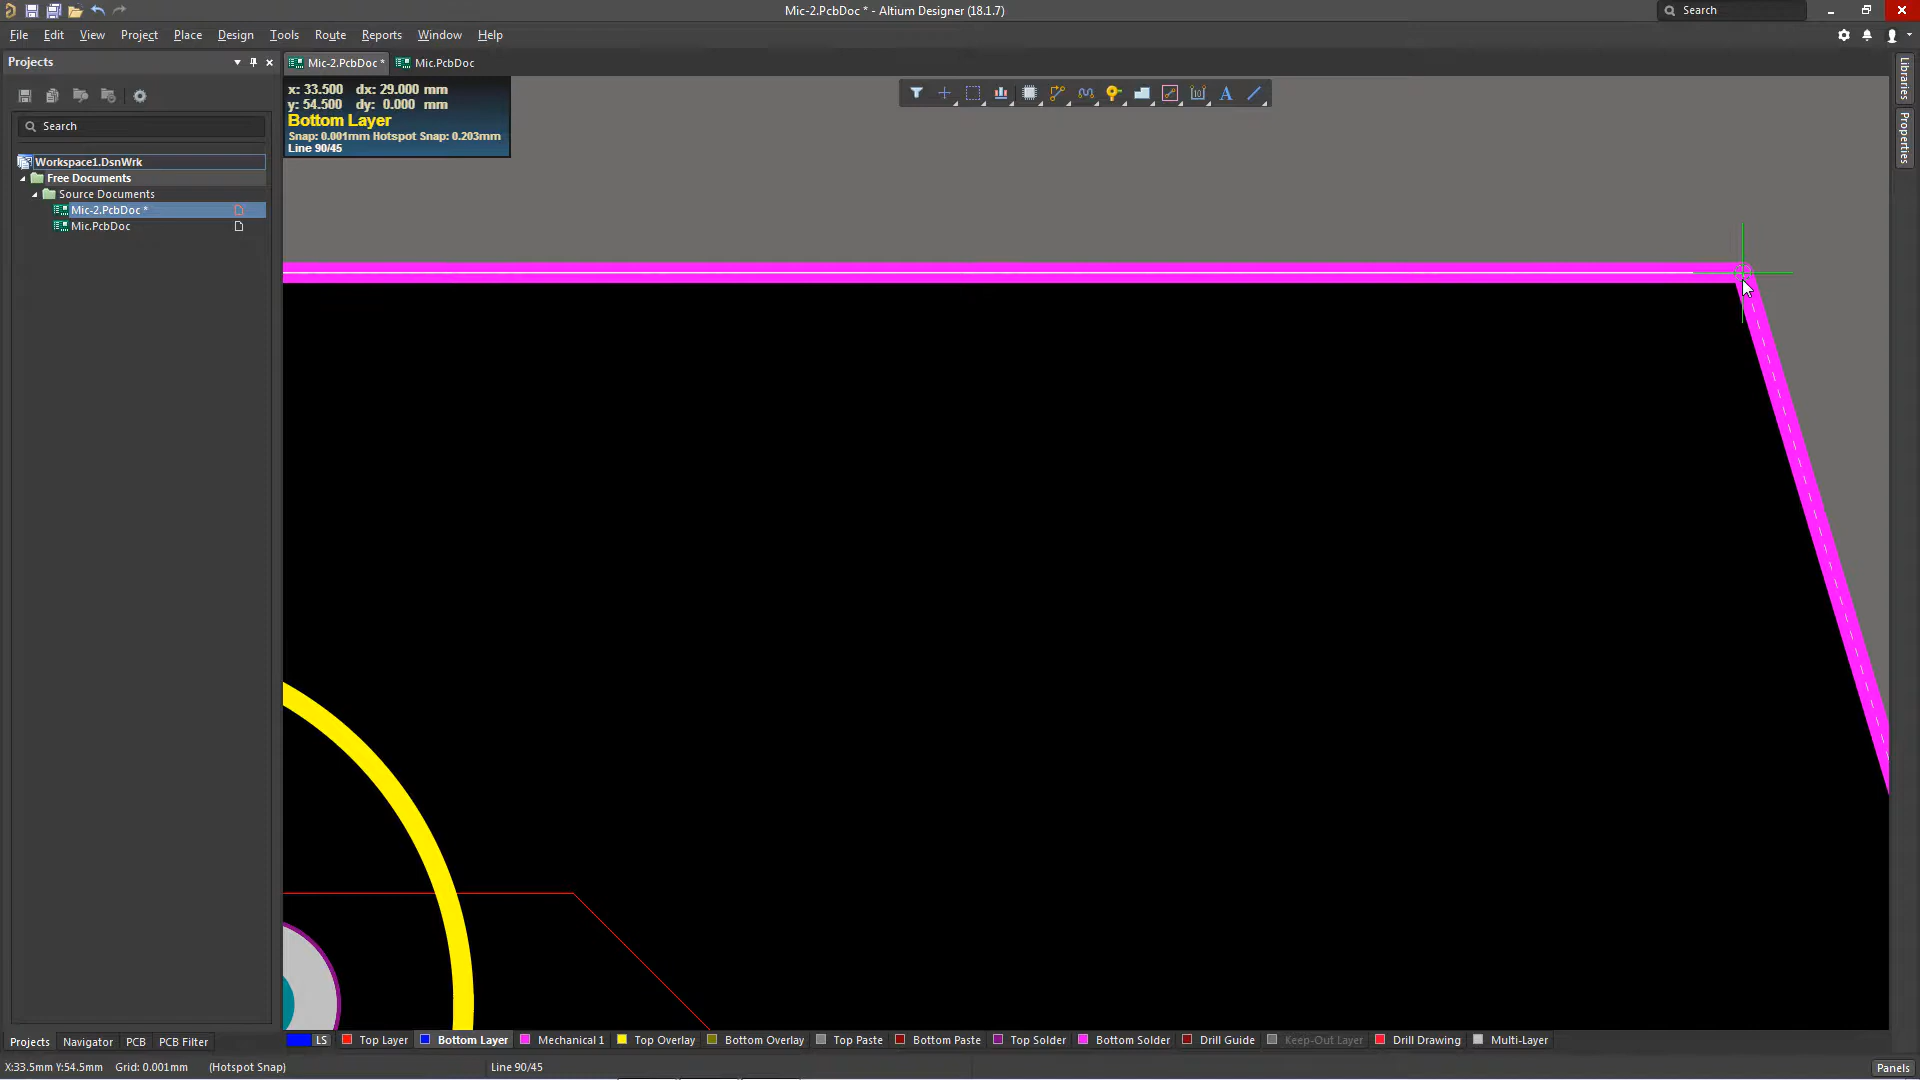 Mic-2.PcbDoc * - Altium Designer (18.1.7)
Search
File Edit View Project Place Design Tools Route Reports Window Help
Projects
Mic-2.PcbDoc *
Mic.PcbDoc
x: 33.500 dx: 29.000 mm
y: 54.500 dy: 0.000 mm
Bottom Layer
Snap: 0.001mm Hotspot Snap: 0.203mm
Line 90/45
Search
Workspace1.DsnWrk
Free Documents
Source Documents
Mic-2.PcbDoc *
Mic.PcbDoc
Libraries
Properties
Projects Navigator PCB PCB Filter
LS Top Layer Bottom Layer Mechanical 1 Top Overlay Bottom Overlay Top Paste Bottom Paste Top Solder Bottom Solder Drill Guide Keep-Out Layer Drill Drawing Multi-Layer
X:33.5mm Y:54.5mm Grid: 0.001mm (Hotspot Snap) Line 90/45 Panels